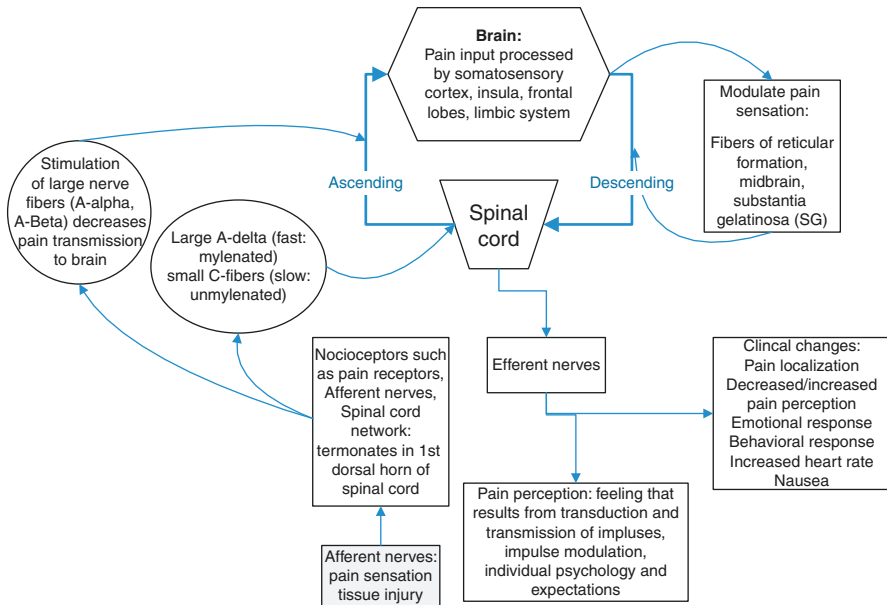 Brain:
Pain input processed
by somatosensory
cortex, insula, frontal
lobes, limbic system
Modulate pain
sensation:
Fibers of reticular
formation,
midbrain,
substantia
gelatinosa (SG)
Ascending
Descending
Stimulation
of large nerve
fibers (A-alpha,
A-Beta) decreases
pain transmission
to brain
Large A-delta (fast:
mylenated)
small C-fibers (slow:
unmylenated)
Spinal
cord
Nocioceptors such
as pain receptors,
Afferent nerves,
Spinal cord
network:
termonates in 1st
dorsal horn of
spinal cord
Efferent nerves
Clincal changes:
Pain localization
Decreased/increased
pain perception
Emotional response
Behavioral response
Increased heart rate
Nausea
Pain perception: feeling that
results from transduction and
transmission of impluses,
impulse modulation,
individual psychology and
expectations
Afferent nerves:
pain sensation
tissue injury